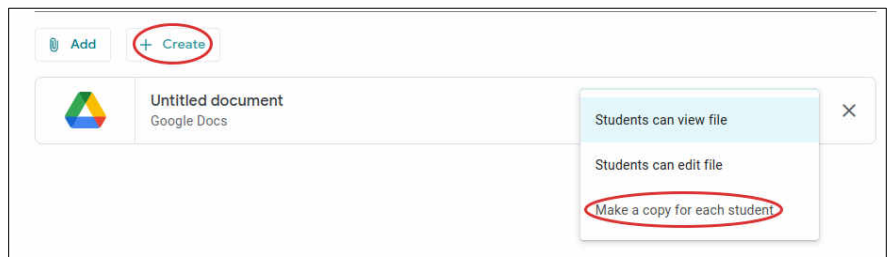 Add
+ Create
Untitled document
Google Docs
Students can view file
Students can edit file
Make a copy for each student